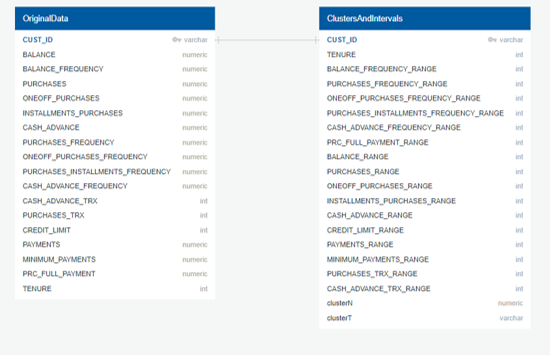 OriginalData
CUST_ID varchar
BALANCE numeric
BALANCE_FREQUENCY numeric
PURCHASES numeric
ONEOFF_PURCHASES numeric
INSTALLMENTS_PURCHASES numeric
CASH_ADVANCE numeric
PURCHASES_FREQUENCY numeric
ONEOFF_PURCHASES_FREQUENCY numeric
PURCHASES_INSTALLMENTS_FREQUENCY numeric
CASH_ADVANCE_FREQUENCY numeric
CASH_ADVANCE_TRX int
PURCHASES_TRX int
CREDIT_LIMIT int
PAYMENTS numeric
MINIMUM_PAYMENTS numeric
PRC_FULL_PAYMENT numeric
TENURE int
ClustersAndIntervals
CUST_ID varchar
TENURE int
BALANCE_FREQUENCY_RANGE int
PURCHASES_FREQUENCY_RANGE int
ONEOFF_PURCHASES_FREQUENCY_RANGE int
PURCHASES_INSTALLMENTS_FREQUENCY_RANGE int
CASH_ADVANCE_FREQUENCY_RANGE int
PRC_FULL_PAYMENT_RANGE int
BALANCE_RANGE int
PURCHASES_RANGE int
ONEOFF_PURCHASES_RANGE int
INSTALLMENTS_PURCHASES_RANGE int
CASH_ADVANCE_RANGE int
CREDIT_LIMIT_RANGE int
PAYMENTS_RANGE int
MINIMUM_PAYMENTS_RANGE int
PURCHASES_TRX_RANGE int
CASH_ADVANCE_TRX_RANGE int
clusterN numeric
clusterT varchar